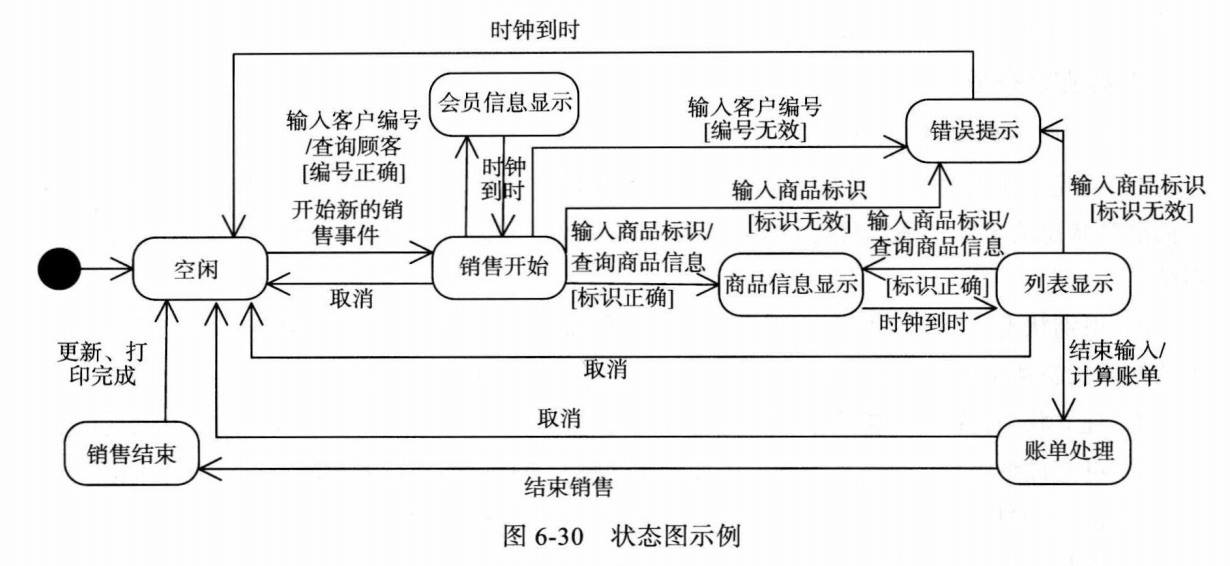 时钟到时
会员信息显示
输入客户编号
/查询顾客
[编号正确]
时钟
到时
输入客户编号
[编号无效]
错误提示
输入商品标识
[标识无效]
输入商品标识
[标识无效]
开始新的销
售事件
空闲
取消
销售开始
输入商品标识/
查询商品信息
[标识正确]
商品信息显示
输入商品标识/
查询商品信息
[标识正确]
时钟到时
列表显示
取消
结束输入/
计算账单
更新、打
印完成
取消
销售结束
账单处理
结束销售
图 6-30 状态图示例